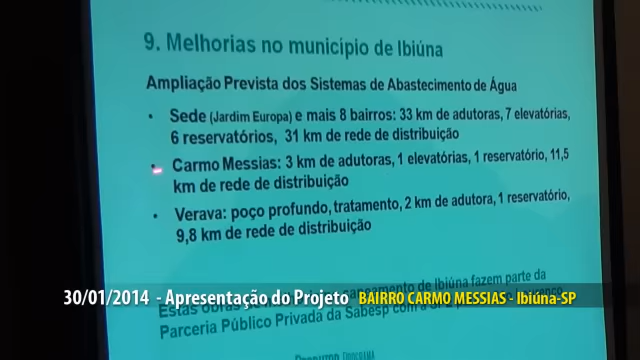 9. Melhorias no município de Ibiúna
Ampliação Prevista dos Sistemas de Abastecimento de Água
• Sede (Jardim Europa) e mais 8 bairros: 33 km de adutoras, 7 elevatórias,
6 reservatórios, 31 km de rede de distribuição
• Carmo Messias: 3 km de adutoras, 1 elevatórias, 1 reservatório, 11,5
km de rede de distribuição
• Verava: poço profundo, tratamento, 2 km de adutora, 1 reservatório,
9,8 km de rede de distribuição
30/01/2014 - Apresentação do Projeto BAIRRO CARMO MESSIAS - Ibiúna-SP
Estas obras de Ibiúna fazem parte da
Parceria Público Privada da Sabesp com a